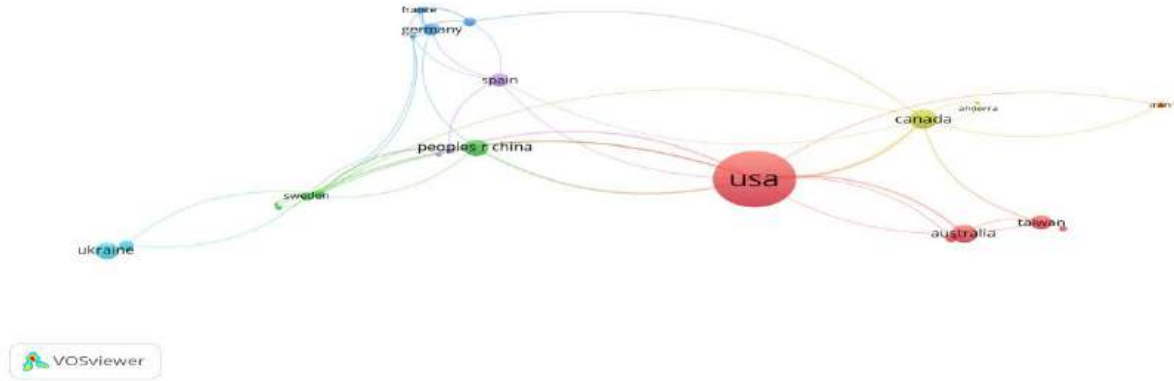 france
germany
spain
andorra
canada
peoples r china
usa
sweden
taiwan
australia
ukraine
VOSviewer